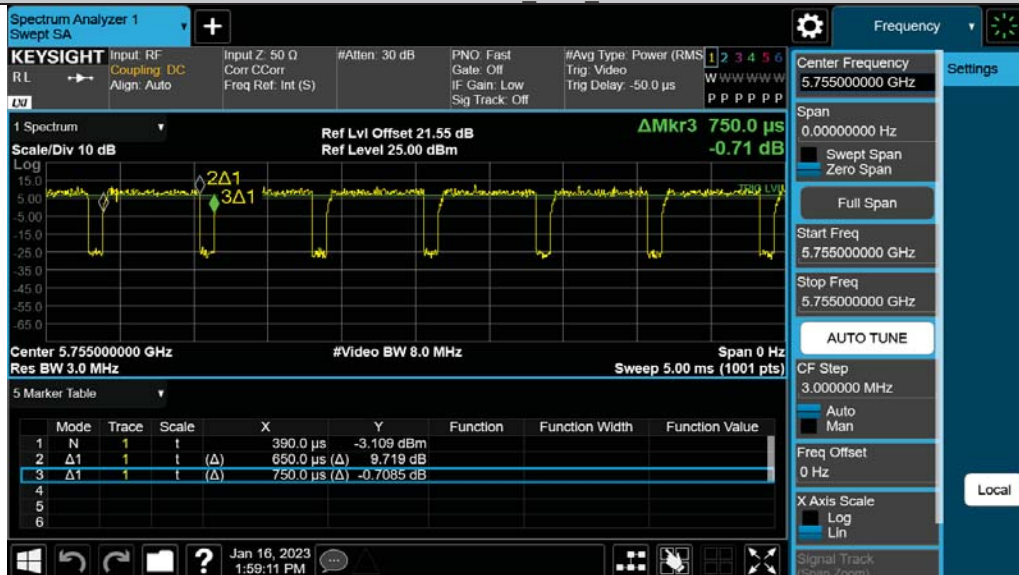 Spectrum Analyzer 1
Swept SA
+
Frequency
KEYSIGHT
RL
LXI
Input: RF
Coupling: DC
Align: Auto
Input Z: 50 Ω
Corr CCorr
Freq Ref: Int (S)
#Atten: 30 dB
PNO: Fast
Gate: Off
IF Gain: Low
Sig Track: Off
#Avg Type: Power (RMS
Trig: Video
Trig Delay: -50.0 µs
1 2 3 4 5 6
W W W W W W
P P P P P P
1 Spectrum
Scale/Div 10 dB
Ref Lvl Offset 21.55 dB
Ref Level 25.00 dBm
ΔMkr3 750.0 µs
-0.71 dB
Log
15.0
5.00
-5.00
-15.0
-25.0
-35.0
-45.0
-55.0
-65.0
2Δ1
1
3Δ1
TRIG LVL
Center 5.755000000 GHz
Res BW 3.0 MHz
#Video BW 8.0 MHz
Span 0 Hz
Sweep 5.00 ms (1001 pts)
5 Marker Table
Mode Trace Scale X Y Function Function Width Function Value
1 N 1 t 390.0 µs -3.109 dBm
2 Δ1 1 t (Δ) 650.0 µs (Δ) 9.719 dB
3 Δ1 1 t (Δ) 750.0 µs (Δ) -0.7085 dB
4
5
6
?
Jan 16, 2023
1:59:11 PM
Center Frequency
5.755000000 GHz
Span
0.00000000 Hz
Swept Span
Zero Span
Full Span
Start Freq
5.755000000 GHz
Stop Freq
5.755000000 GHz
AUTO TUNE
CF Step
3.000000 MHz
Auto
Man
Freq Offset
0 Hz
X Axis Scale
Log
Lin
Signal Track
(Span Zoom)
Settings
Local